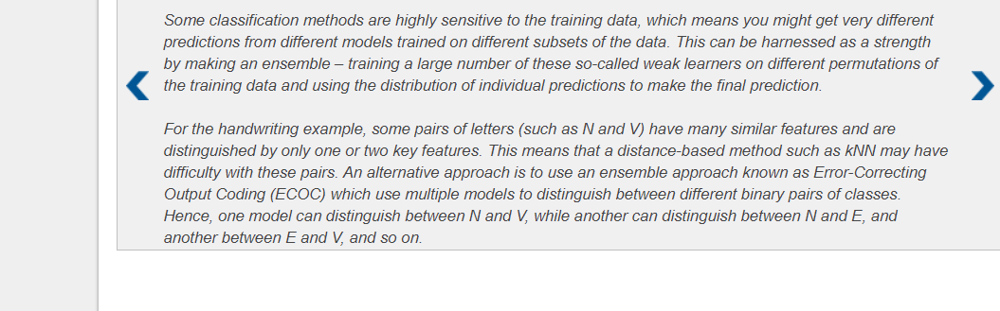 Some classification methods are highly sensitive to the training data, which means you might get very different
predictions from different models trained on different subsets of the data. This can be harnessed as a strength
by making an ensemble – training a large number of these so-called weak learners on different permutations of
the training data and using the distribution of individual predictions to make the final prediction.
For the handwriting example, some pairs of letters (such as N and V) have many similar features and are
distinguished by only one or two key features. This means that a distance-based method such as kNN may have
difficulty with these pairs. An alternative approach is to use an ensemble approach known as Error-Correcting
Output Coding (ECOC) which use multiple models to distinguish between different binary pairs of classes.
Hence, one model can distinguish between N and V, while another can distinguish between N and E, and
another between E and V, and so on.